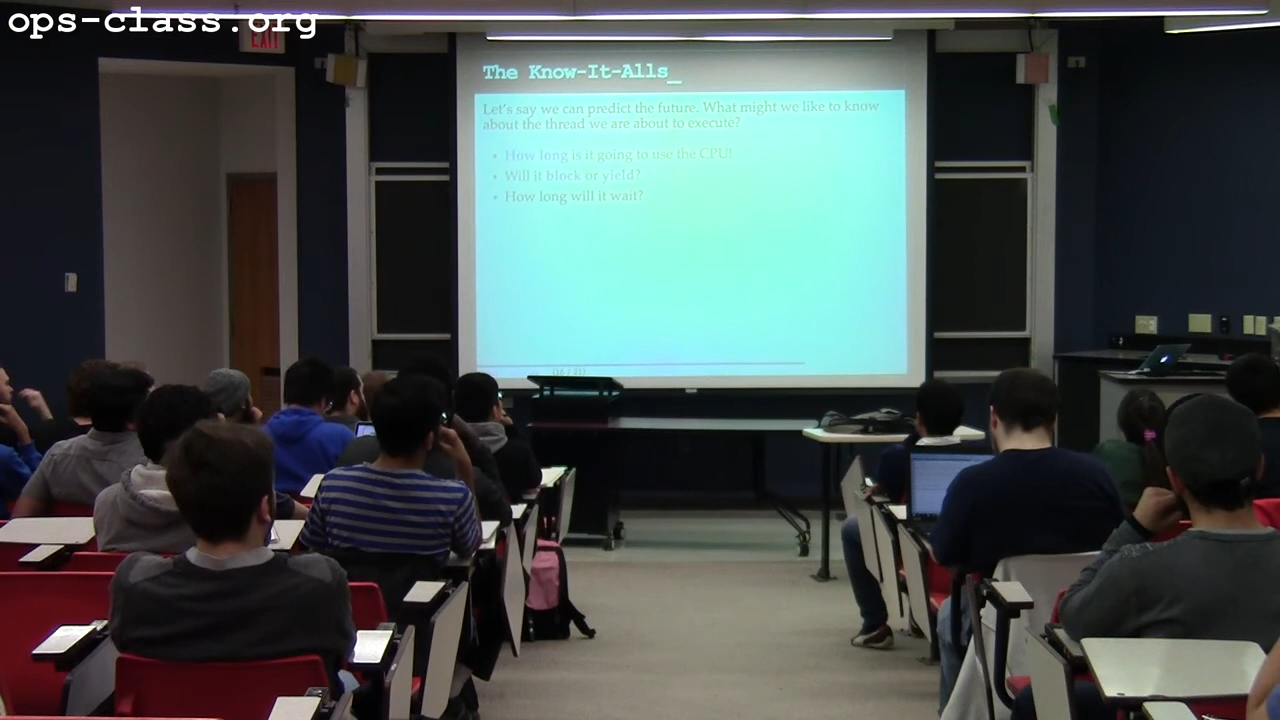 ops-class.org
EXIT
The Know-It-Alls_
Let's say we can predict the future. What might we like to know
about the thread we are about to execute?
• How long is it going to use the CPU!
• Will it block or yield?
• How long will it wait?
(16 / 21)